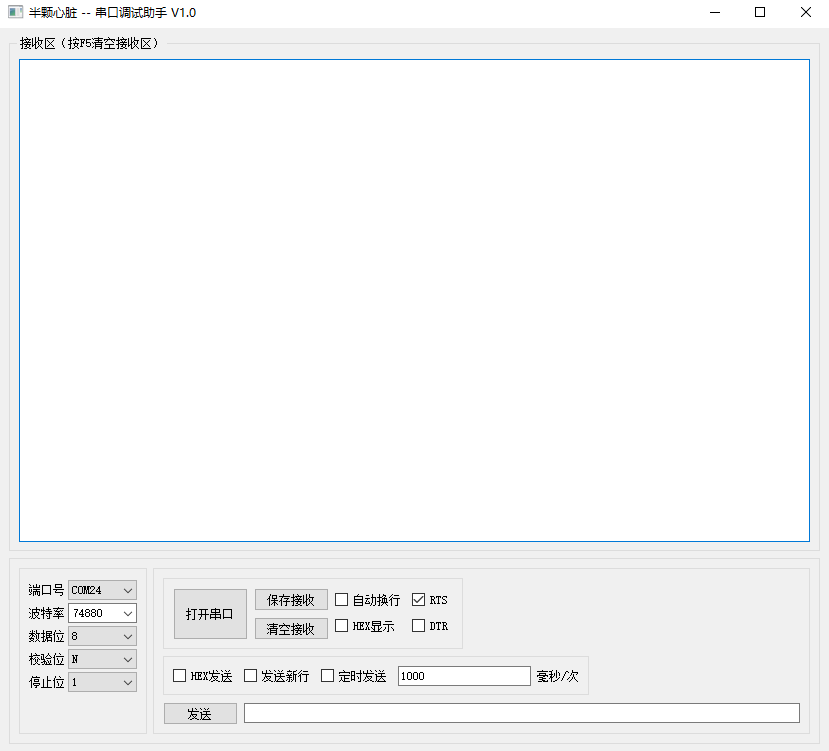 半颗心脏 -- 串口调试助手 V1.0
接收区（按F5清空接收区）
端口号 COM24
波特率 74880
数据位 8
校验位 N
停止位 1
打开串口
保存接收 自动换行 RTS
清空接收 HEX显示 DTR
HEX发送 发送新行 定时发送 1000 毫秒/次
发送